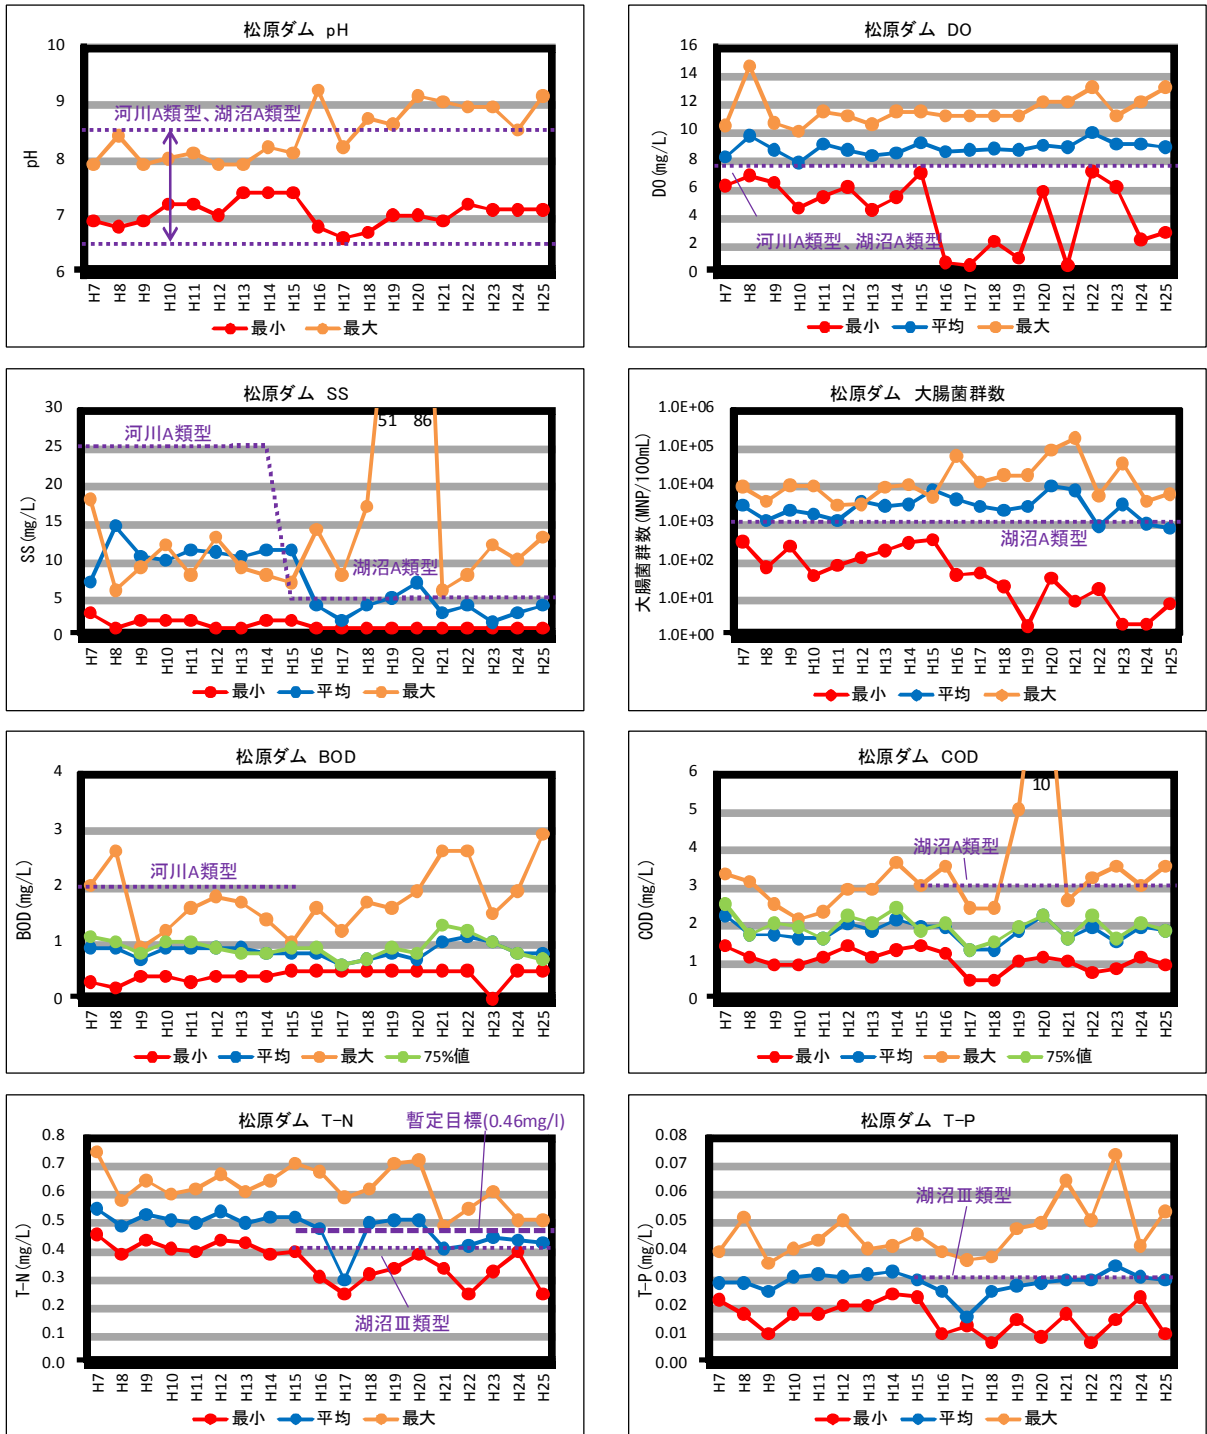 松原ダム pH
10
9
8
7
6
pH
河川A類型、湖沼A類型
H7 H8 H9 H10 H11 H12 H13 H14 H15 H16 H17 H18 H19 H20 H21 H22 H23 H24 H25
最小 最大
松原ダム DO
16
14
12
10
8
6
4
2
0
DO(mg/L)
河川A類型、湖沼A類型
H7 H8 H9 H10 H11 H12 H13 H14 H15 H16 H17 H18 H19 H20 H21 H22 H23 H24 H25
最小 平均 最大
松原ダム SS
30
25
20
15
10
5
0
SS(mg/L)
河川A類型
51 86
湖沼A類型
H7 H8 H9 H10 H11 H12 H13 H14 H15 H16 H17 H18 H19 H20 H21 H22 H23 H24 H25
最小 平均 最大
松原ダム 大腸菌群数
1.0E+06
1.0E+05
1.0E+04
1.0E+03
1.0E+02
1.0E+01
1.0E+00
大腸菌群数(MNP/100mL)
湖沼A類型
H7 H8 H9 H10 H11 H12 H13 H14 H15 H16 H17 H18 H19 H20 H21 H22 H23 H24 H25
最小 平均 最大
松原ダム BOD
4
3
2
1
0
BOD(mg/L)
河川A類型
H7 H8 H9 H10 H11 H12 H13 H14 H15 H16 H17 H18 H19 H20 H21 H22 H23 H24 H25
最小 平均 最大 75%値
松原ダム COD
6
5
4
3
2
1
0
COD(mg/L)
10
湖沼A類型
H7 H8 H9 H10 H11 H12 H13 H14 H15 H16 H17 H18 H19 H20 H21 H22 H23 H24 H25
最小 平均 最大 75%値
松原ダム T-N
暫定目標(0.46mg/l)
0.8
0.7
0.6
0.5
0.4
0.3
0.2
0.1
0.0
T-N(mg/L)
湖沼Ⅲ類型
H7 H8 H9 H10 H11 H12 H13 H14 H15 H16 H17 H18 H19 H20 H21 H22 H23 H24 H25
最小 平均 最大
松原ダム T-P
0.08
0.07
0.06
0.05
0.04
0.03
0.02
0.01
0.00
T-P(mg/L)
湖沼Ⅲ類型
H7 H8 H9 H10 H11 H12 H13 H14 H15 H16 H17 H18 H19 H20 H21 H22 H23 H24 H25
最小 平均 最大